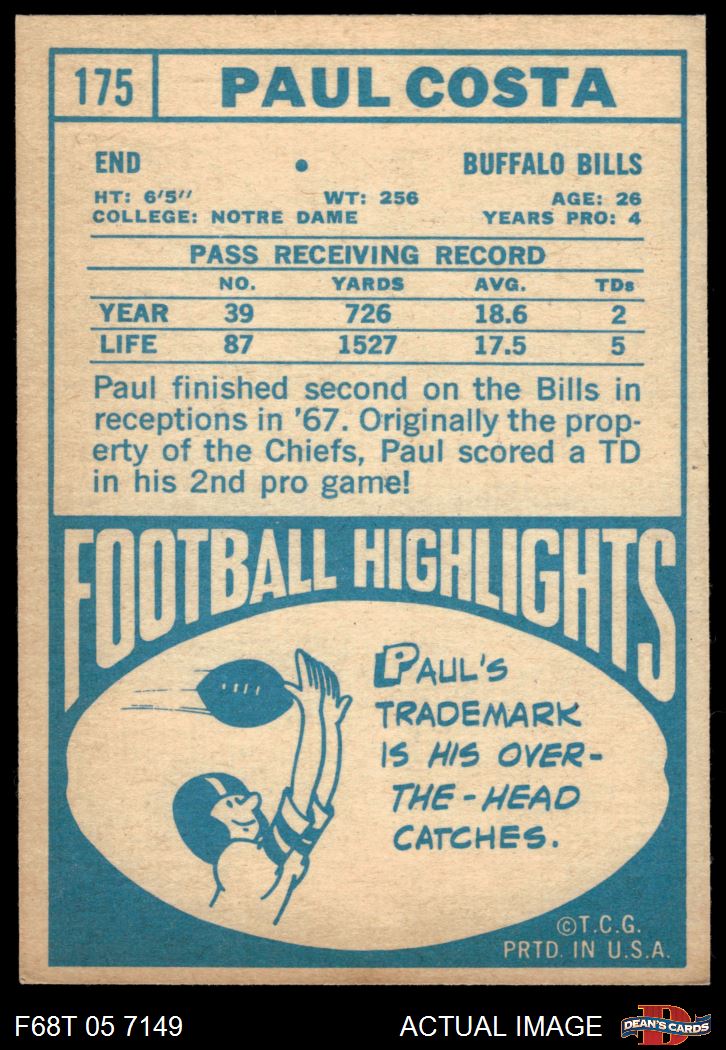 175 PAUL COSTA
END • BUFFALO BILLS
HT: 6'5" WT: 256 AGE: 26
COLLEGE: NOTRE DAME YEARS PRO: 4
PASS RECEIVING RECORD
NO. YARDS AVG. TDs
YEAR 39 726 18.6 2
LIFE 87 1527 17.5 5
Paul finished second on the Bills in
receptions in '67. Originally the prop-
erty of the Chiefs, Paul scored a TD
in his 2nd pro game!
FOOTBALL HIGHLIGHTS
PAUL'S
TRADEMARK
IS HIS OVER-
THE-HEAD
CATCHES.
©T.C.G.
PRTD. IN U.S.A.
F68T 05 7149 ACTUAL IMAGE D DEAN'S CARDS